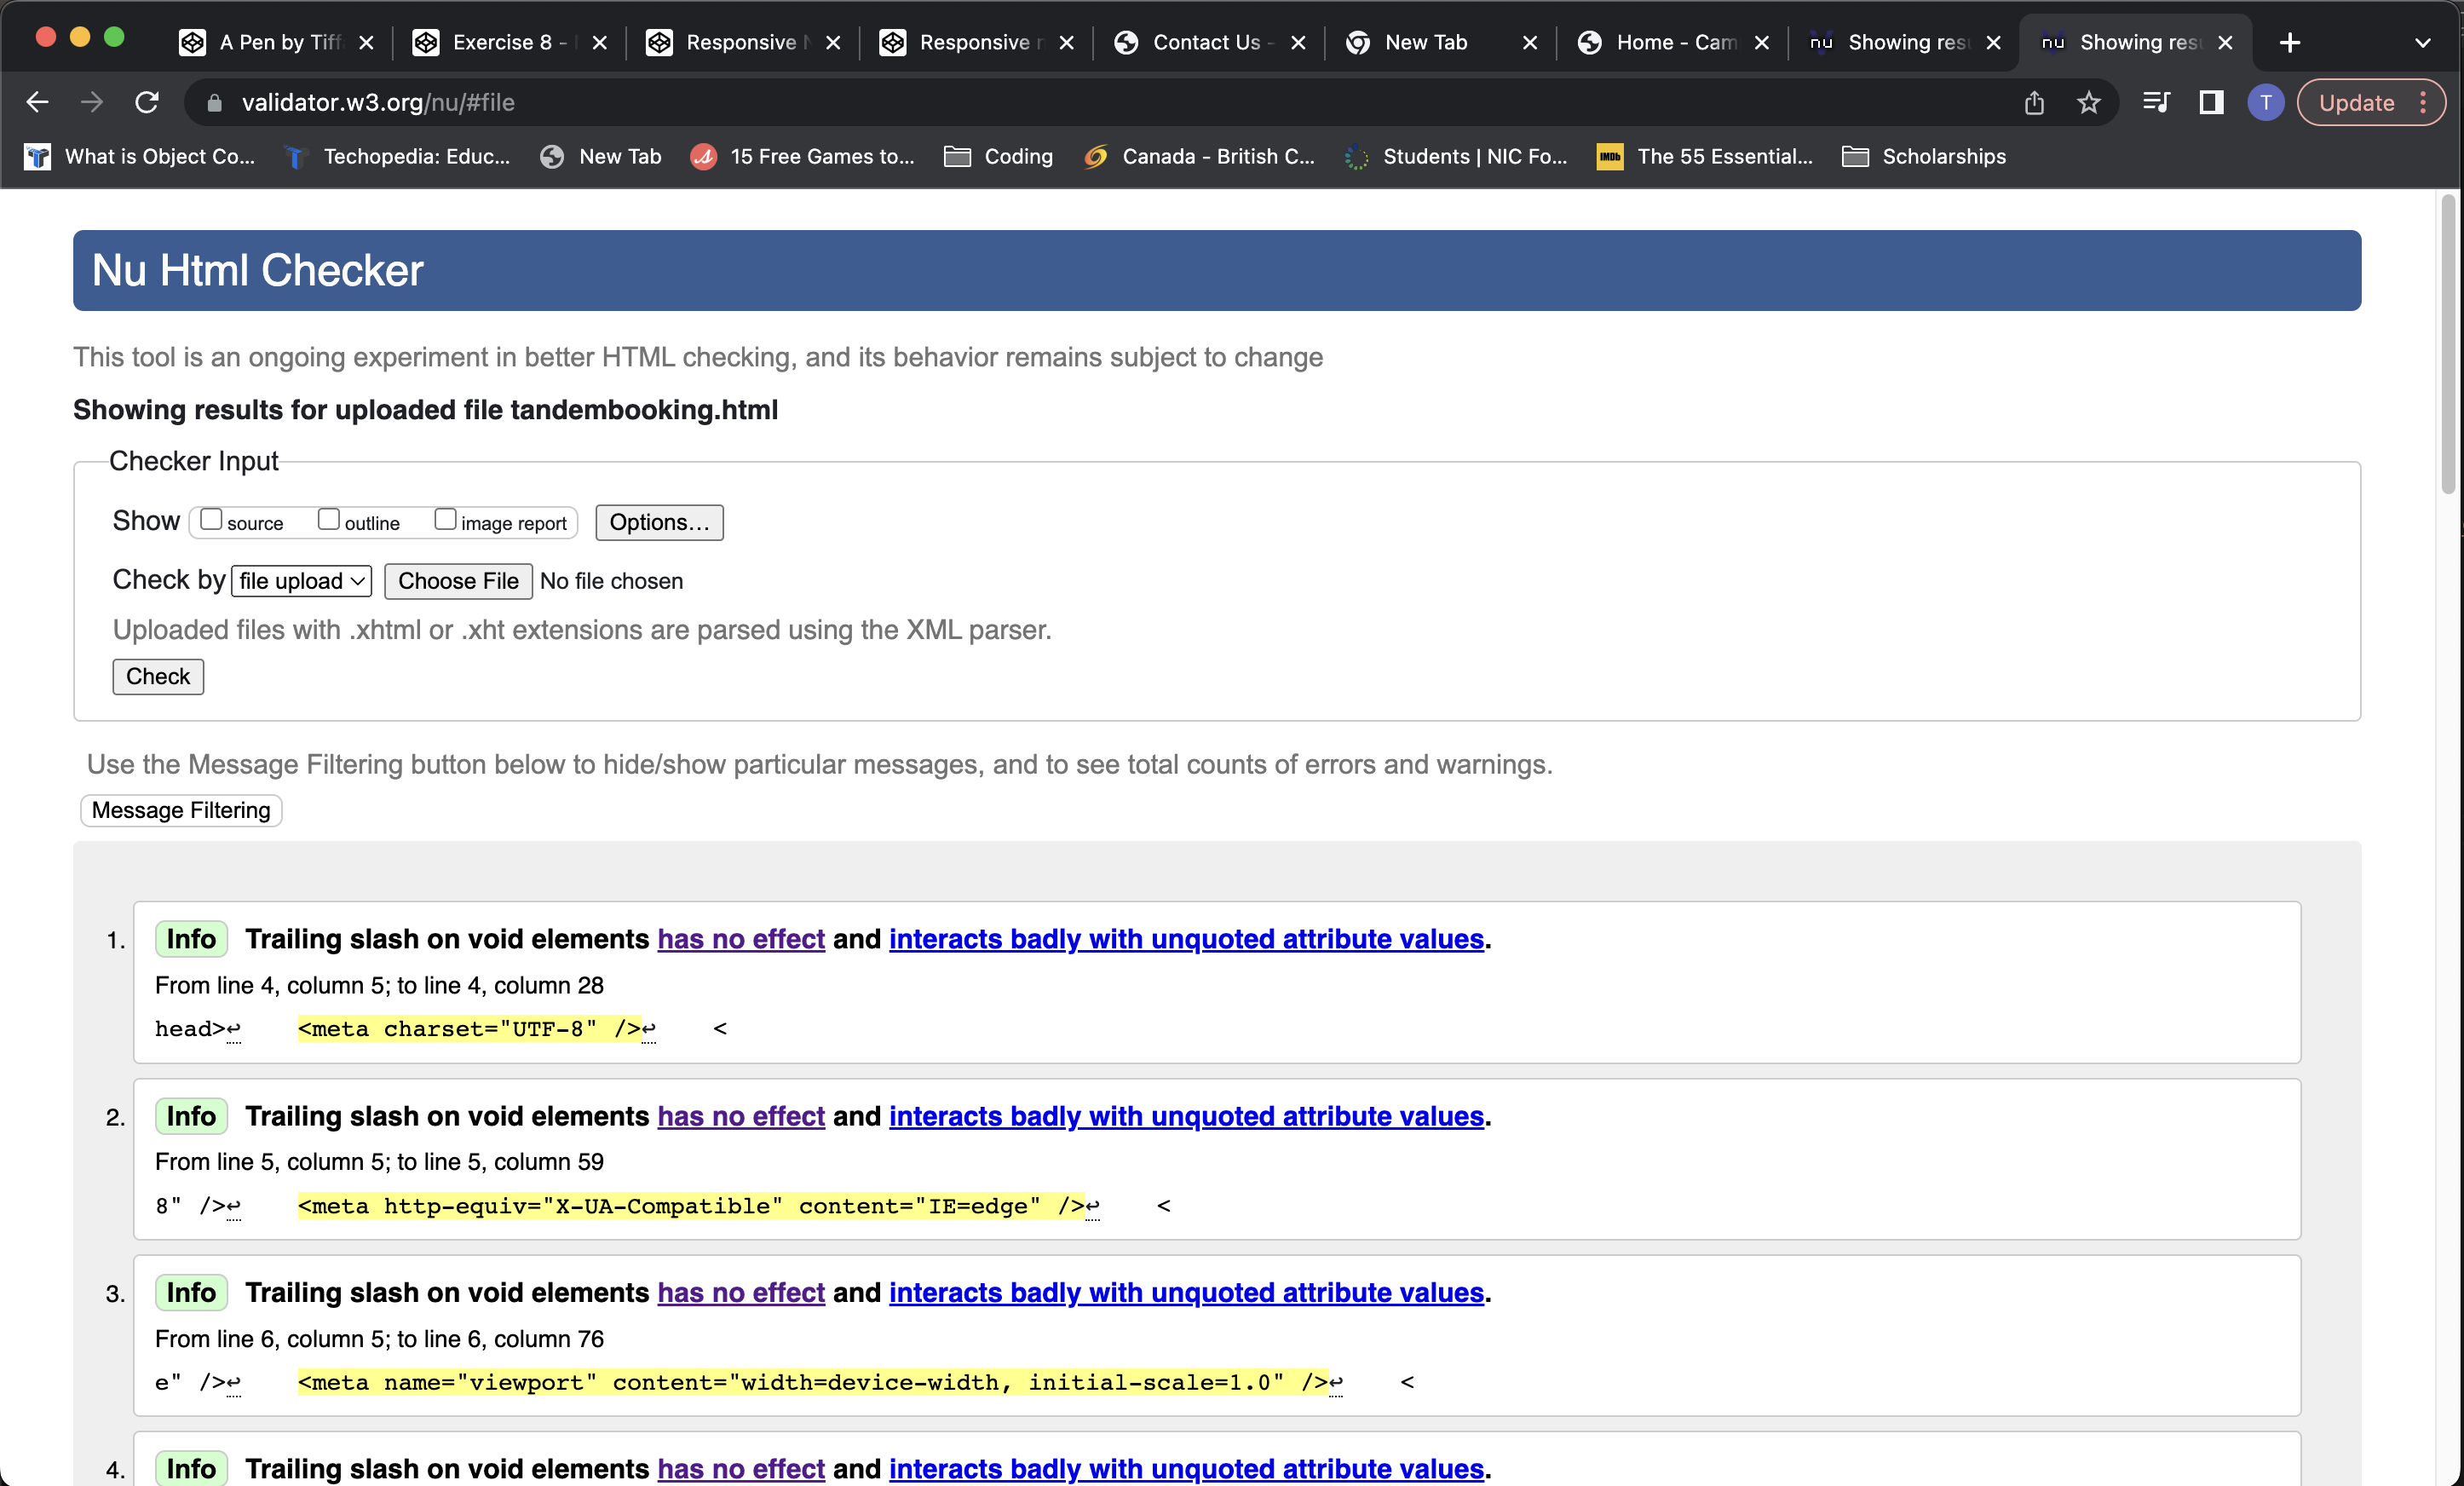 A Pen by Tiff
Exercise 8 -
Responsive
Responsive
Contact Us -
New Tab
Home - Cam
nu Showing resu
nu Showing resu
validator.w3.org/nu/#file
T
Update
What is Object Co...
Techopedia: Educ...
New Tab
15 Free Games to...
Coding
Canada - British C...
Students | NIC Fo...
IMDb The 55 Essential...
Scholarships
Nu Html Checker
This tool is an ongoing experiment in better HTML checking, and its behavior remains subject to change
Showing results for uploaded file tandembooking.html
Checker Input
Show source outline image report Options...
Check by file upload Choose File No file chosen
Uploaded files with .xhtml or .xht extensions are parsed using the XML parser.
Check
Use the Message Filtering button below to hide/show particular messages, and to see total counts of errors and warnings.
Message Filtering
1. Info Trailing slash on void elements has no effect and interacts badly with unquoted attribute values.
From line 4, column 5; to line 4, column 28
head>↩ <meta charset="UTF-8" />↩ <
2. Info Trailing slash on void elements has no effect and interacts badly with unquoted attribute values.
From line 5, column 5; to line 5, column 59
8" />↩ <meta http-equiv="X-UA-Compatible" content="IE=edge" />↩ <
3. Info Trailing slash on void elements has no effect and interacts badly with unquoted attribute values.
From line 6, column 5; to line 6, column 76
e" />↩ <meta name="viewport" content="width=device-width, initial-scale=1.0" />↩ <
4. Info Trailing slash on void elements has no effect and interacts badly with unquoted attribute values.